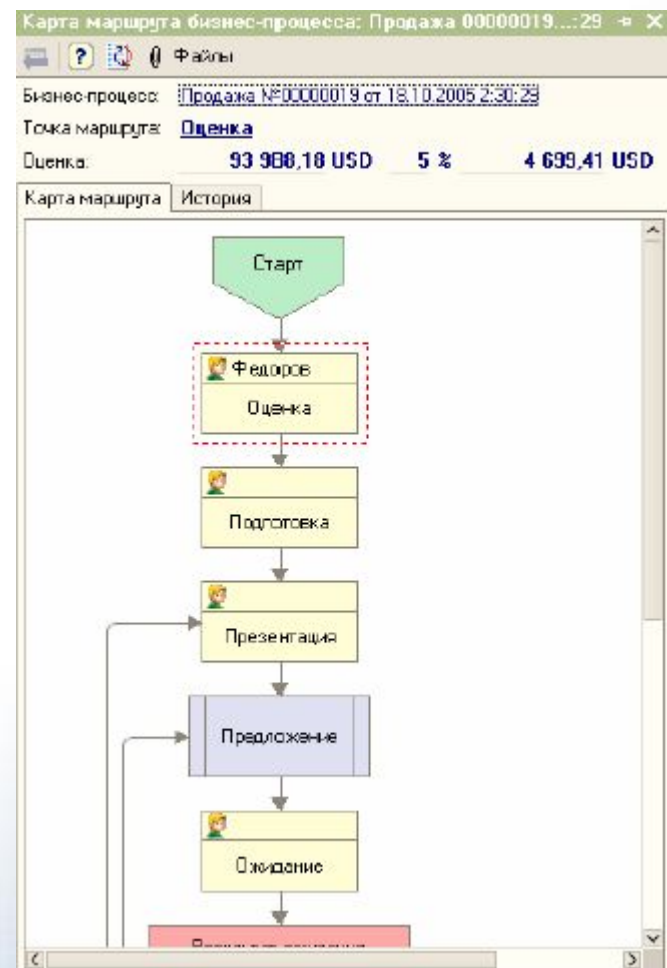 Карта маршрута бизнес-процесса: Продажа 00000019...:29
Файлы
Бизнес-процесс: Продажа №00000019 от 18.10.2005 2:30:29
Точка маршрута: Оценка
Оценка: 93 988,18 USD 5 % 4 699,41 USD
Карта маршрута История
Старт
Федоров
Оценка
Подготовка
Презентация
Предложение
Ожидание